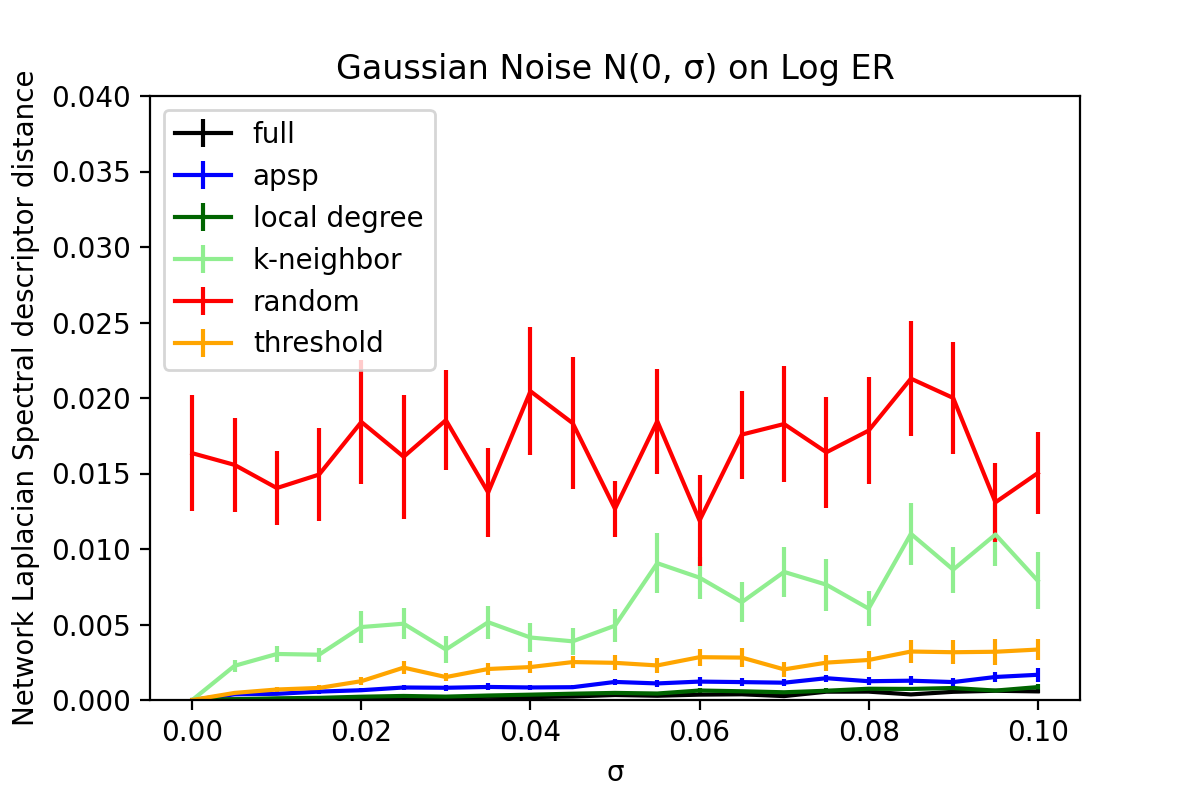 Gaussian Noise N(0, σ) on Log ER
Network Laplacian Spectral descriptor distance
0.040
0.035
0.030
0.025
0.020
0.015
0.010
0.005
0.000
full
apsp
local degree
k-neighbor
random
threshold
0.00 0.02 0.04 0.06 0.08 0.10
σ